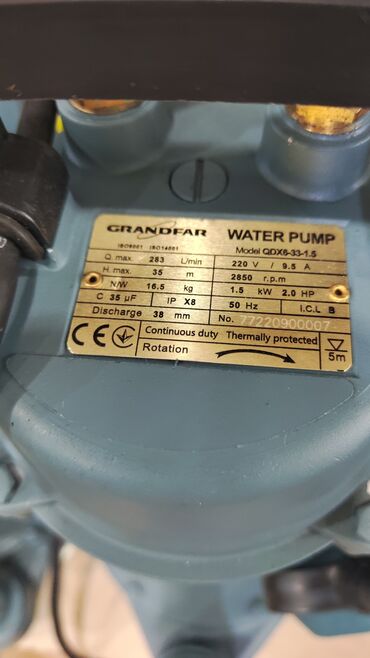 GRANDFAR WATER PUMP
ISO9001 ISO14001 Model QDX6-33-1.5
Q. max. 283 L/min 220 V / 9.5 A
H. max. 35 m 2850 r.p.m
N/W 16.5 kg 1.5 kW 2.0 HP
C 35 µF IP X8 50 Hz I.C.L B
Discharge 38 mm No. 77220900007
CE Continuous duty Thermally protected
Rotation 5m